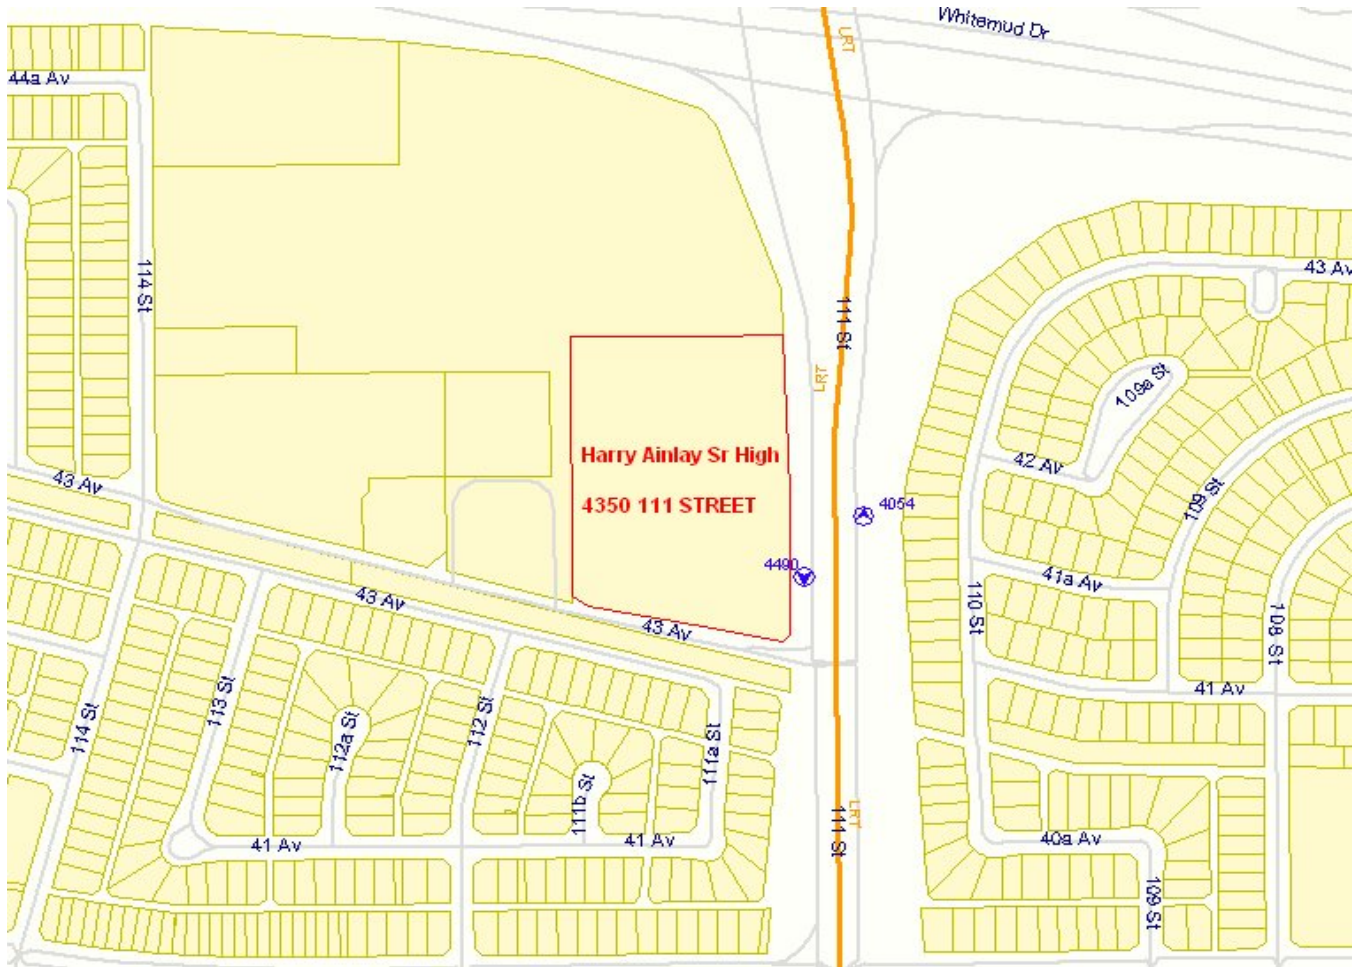 Whitemud Dr
LRT
44a Av
114 St
43 Av
111 St
109a St
LRT
Harry Ainlay Sr High
42 Av
43 Av
109 St
4350 111 STREET
4054
4490
41a Av
43 Av
110 St
108 St
43 Av
41 Av
113 St
112 St
114 St
112a St
111a St
111b St
LRT
111 St
41 Av
41 Av
40a Av
109 St